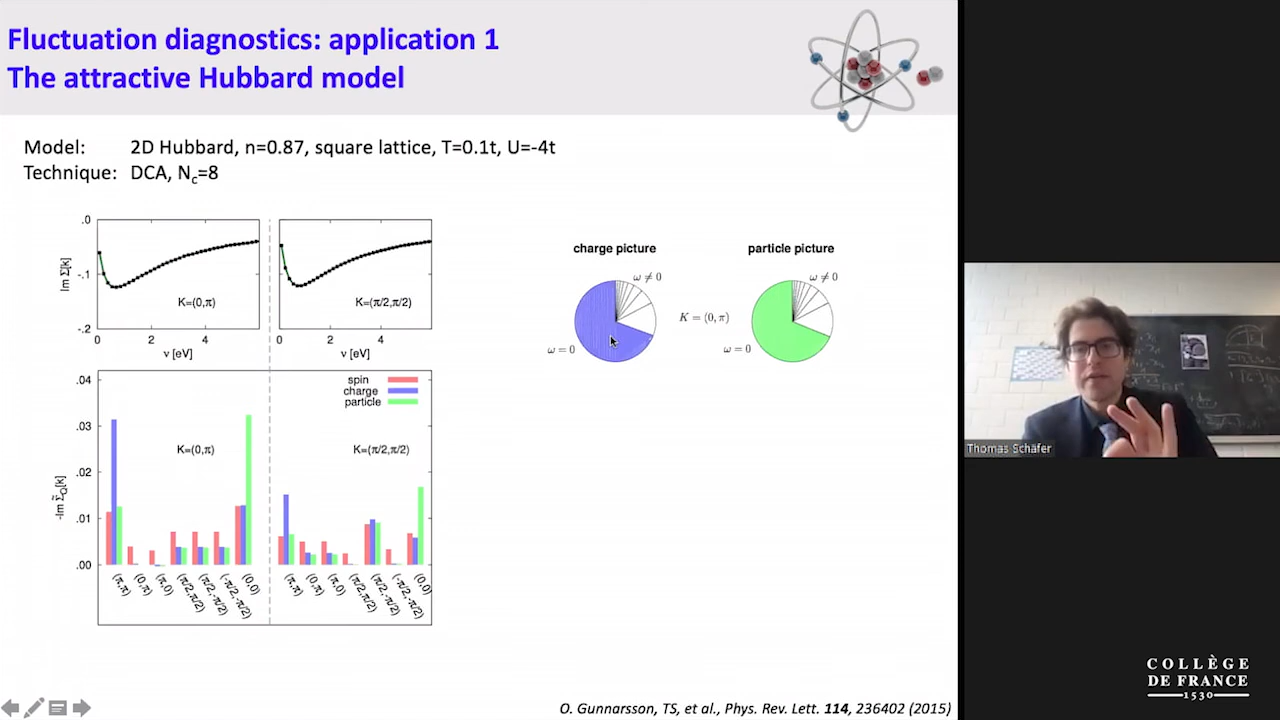 Fluctuation diagnostics: application 1
The attractive Hubbard model
Model: 2D Hubbard, n=0.87, square lattice, T=0.1t, U=-4t
Technique: DCA, Nc=8
.0
-.1
-.2
Im Σ[k]
K=(0,π)
K=(π/2,π/2)
0 2 4
0 2 4
ν [eV]
ν [eV]
.04
.03
.02
.01
.00
-Im Σ̃Q[k]
spin
charge
particle
K=(0,π)
K=(π/2,π/2)
(π,π) (0,π) (π,0) (π/2,π/2) (π/2,-π/2) (-π/2,-π/2) (0,0)
(π,π) (0,π) (π,0) (π/2,π/2) (π/2,-π/2) (-π/2,-π/2) (0,0)
charge picture
particle picture
ω ≠ 0
ω ≠ 0
K = (0, π)
ω = 0
ω = 0
O. Gunnarsson, TS, et al., Phys. Rev. Lett. 114, 236402 (2015)
Thomas Schäfer
COLLÈGE
DE FRANCE
1530